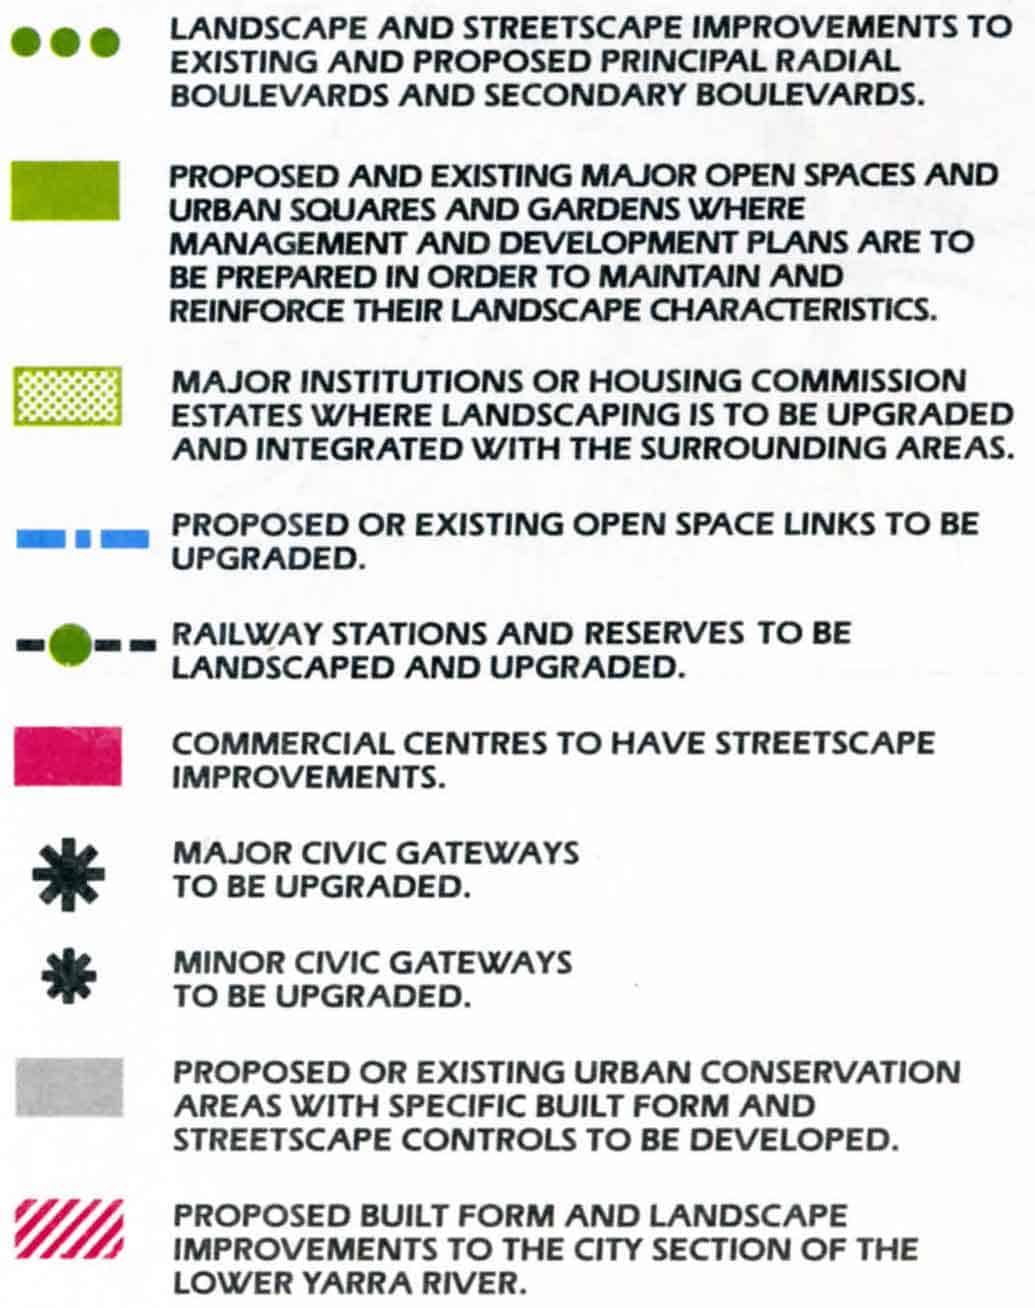 LANDSCAPE AND STREETSCAPE IMPROVEMENTS TO
EXISTING AND PROPOSED PRINCIPAL RADIAL
BOULEVARDS AND SECONDARY BOULEVARDS.
PROPOSED AND EXISTING MAJOR OPEN SPACES AND
URBAN SQUARES AND GARDENS WHERE
MANAGEMENT AND DEVELOPMENT PLANS ARE TO
BE PREPARED IN ORDER TO MAINTAIN AND
REINFORCE THEIR LANDSCAPE CHARACTERISTICS.
MAJOR INSTITUTIONS OR HOUSING COMMISSION
ESTATES WHERE LANDSCAPING IS TO BE UPGRADED
AND INTEGRATED WITH THE SURROUNDING AREAS.
PROPOSED OR EXISTING OPEN SPACE LINKS TO BE
UPGRADED.
RAILWAY STATIONS AND RESERVES TO BE
LANDSCAPED AND UPGRADED.
COMMERCIAL CENTRES TO HAVE STREETSCAPE
IMPROVEMENTS.
MAJOR CIVIC GATEWAYS
TO BE UPGRADED.
MINOR CIVIC GATEWAYS
TO BE UPGRADED.
PROPOSED OR EXISTING URBAN CONSERVATION
AREAS WITH SPECIFIC BUILT FORM AND
STREETSCAPE CONTROLS TO BE DEVELOPED.
PROPOSED BUILT FORM AND LANDSCAPE
IMPROVEMENTS TO THE CITY SECTION OF THE
LOWER YARRA RIVER.